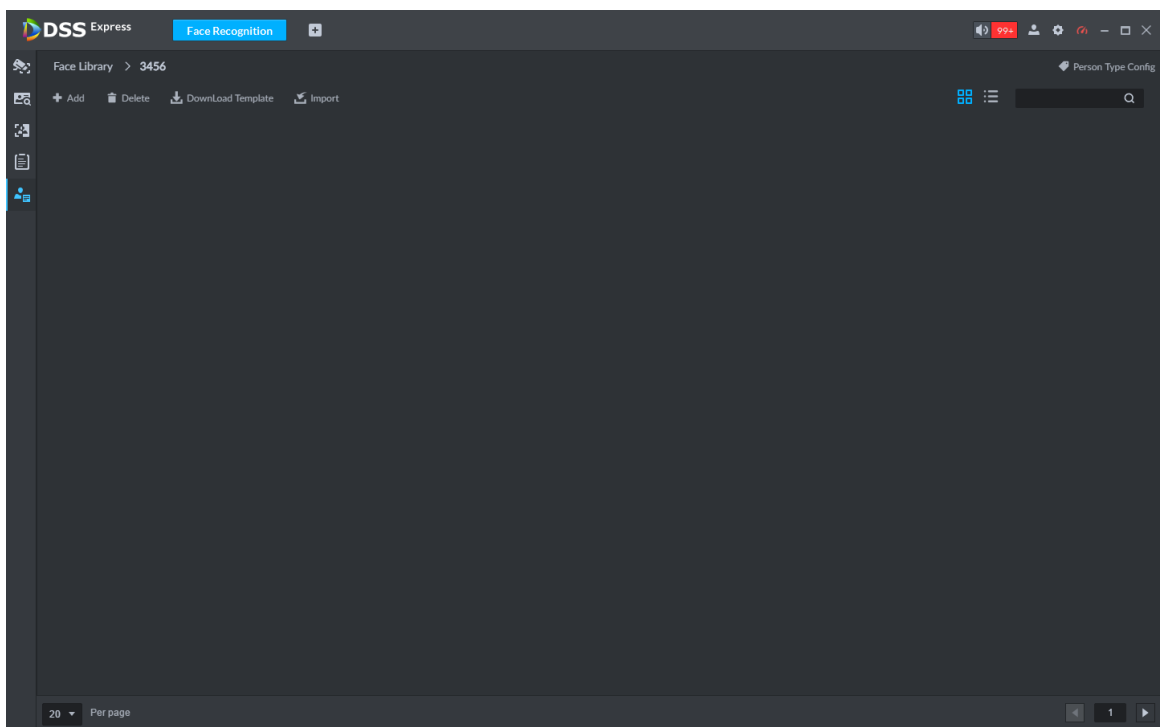 DSS Express Face Recognition 99+
Face Library > 3456 Person Type Config
Add Delete DownLoad Template Import
20 Per page 1